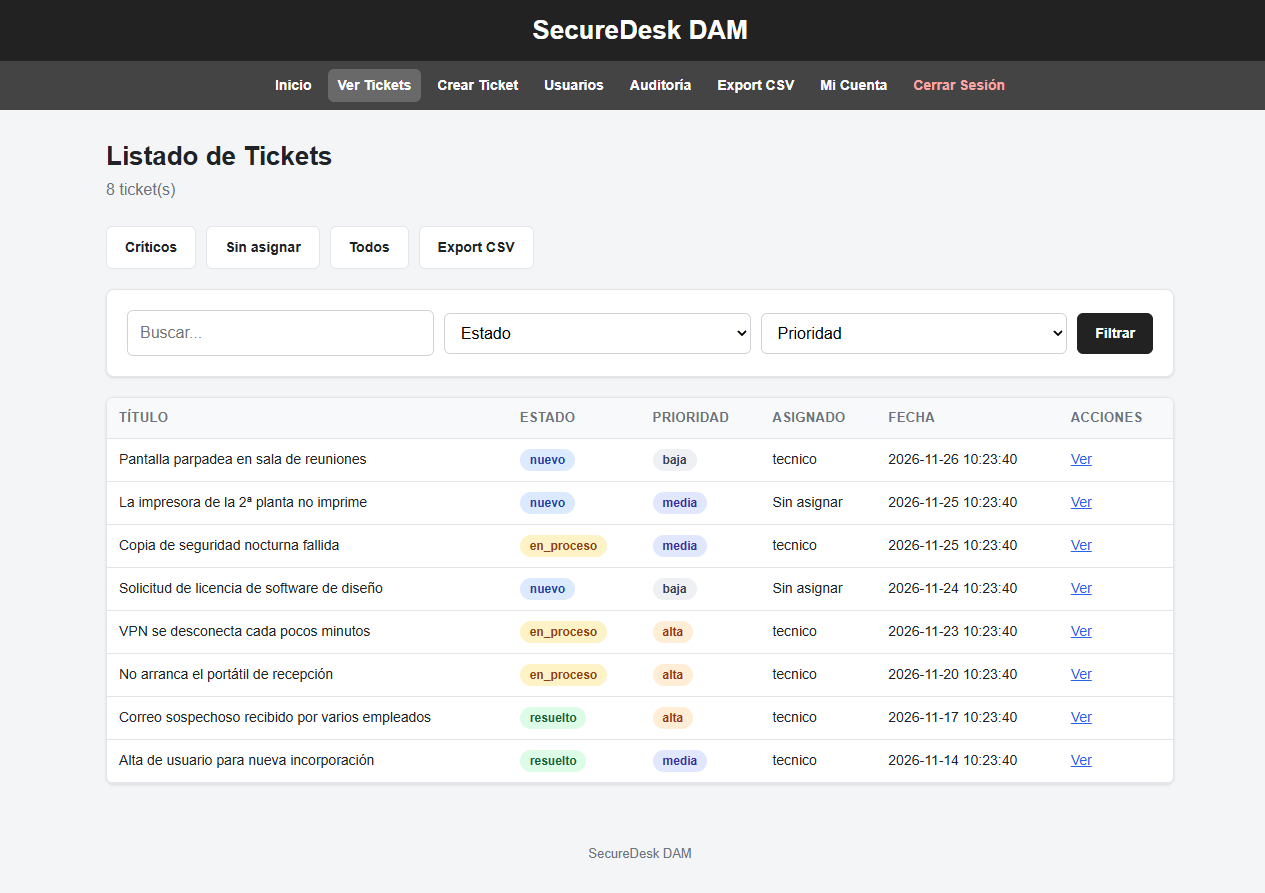 SecureDesk DAM
Inicio Ver Tickets Crear Ticket Usuarios Auditoría Export CSV Mi Cuenta Cerrar Sesión
Listado de Tickets
8 ticket(s)
Críticos Sin asignar Todos Export CSV
Buscar... Estado Prioridad Filtrar
TÍTULO ESTADO PRIORIDAD ASIGNADO FECHA ACCIONES
Pantalla parpadea en sala de reuniones nuevo baja tecnico 2026-11-26 10:23:40 Ver
La impresora de la 2ª planta no imprime nuevo media Sin asignar 2026-11-25 10:23:40 Ver
Copia de seguridad nocturna fallida en_proceso media tecnico 2026-11-25 10:23:40 Ver
Solicitud de licencia de software de diseño nuevo baja Sin asignar 2026-11-24 10:23:40 Ver
VPN se desconecta cada pocos minutos en_proceso alta tecnico 2026-11-23 10:23:40 Ver
No arranca el portátil de recepción en_proceso alta tecnico 2026-11-20 10:23:40 Ver
Correo sospechoso recibido por varios empleados resuelto alta tecnico 2026-11-17 10:23:40 Ver
Alta de usuario para nueva incorporación resuelto media tecnico 2026-11-14 10:23:40 Ver
SecureDesk DAM